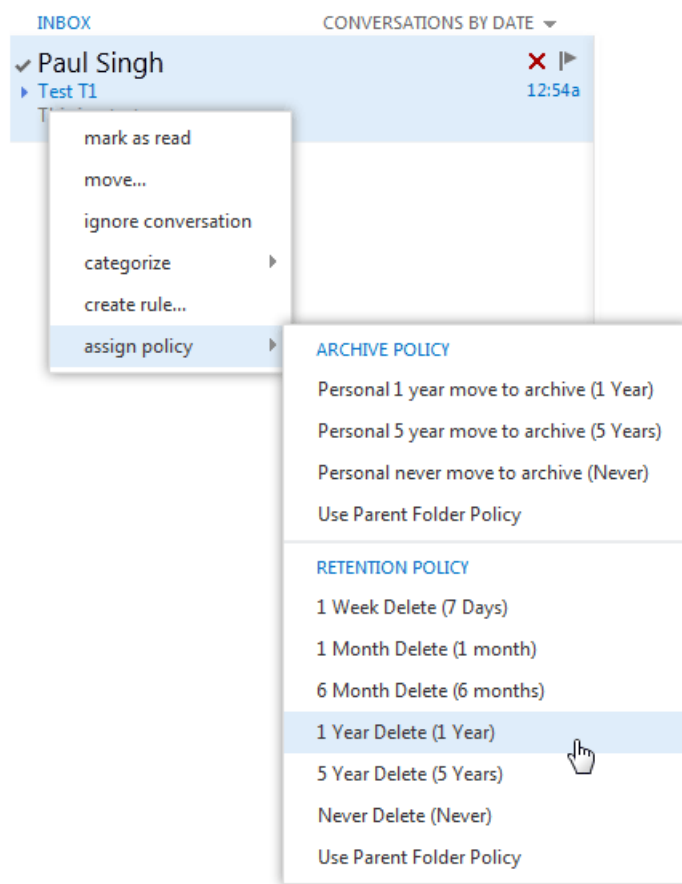 INBOX CONVERSATIONS BY DATE
Paul Singh
Test T1 12:54a
mark as read
move...
ignore conversation
categorize
create rule...
assign policy
ARCHIVE POLICY
Personal 1 year move to archive (1 Year)
Personal 5 year move to archive (5 Years)
Personal never move to archive (Never)
Use Parent Folder Policy
RETENTION POLICY
1 Week Delete (7 Days)
1 Month Delete (1 month)
6 Month Delete (6 months)
1 Year Delete (1 Year)
5 Year Delete (5 Years)
Never Delete (Never)
Use Parent Folder Policy